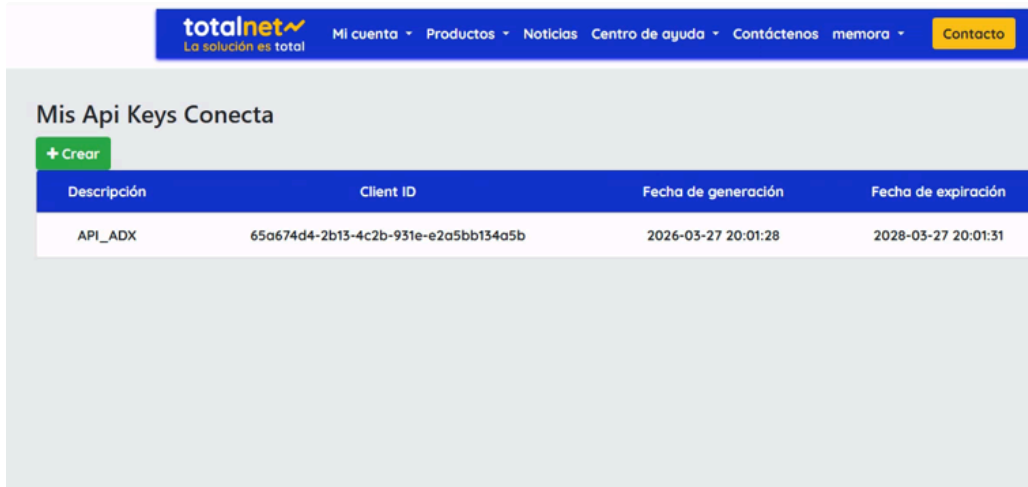 totalnet
La solución es total
Mi cuenta Productos Noticias Centro de ayuda Contáctenos memora Contacto
Mis Api Keys Conecta
+ Crear
Descripción Client ID Fecha de generación Fecha de expiración
API_ADX 65a674d4-2b13-4c2b-931e-e2a5bb134a5b 2026-03-27 20:01:28 2028-03-27 20:01:31